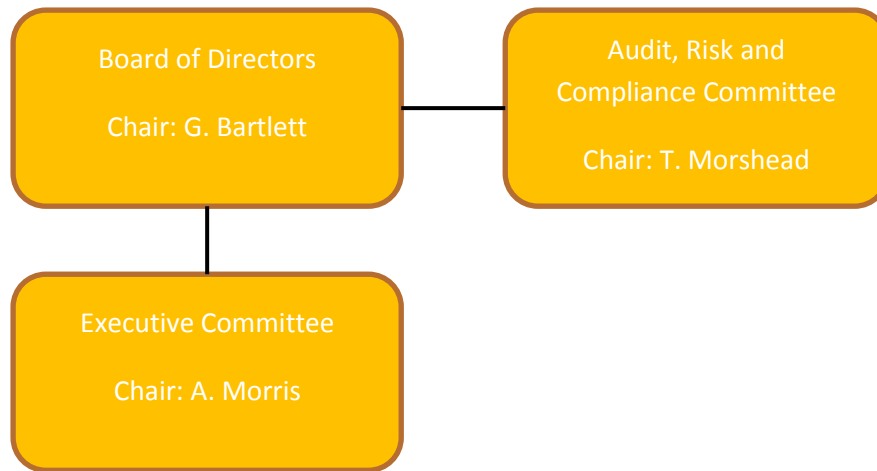 Board of Directors
Chair: G. Bartlett
Audit, Risk and
Compliance Committee
Chair: T. Morshead
Executive Committee
Chair: A. Morris